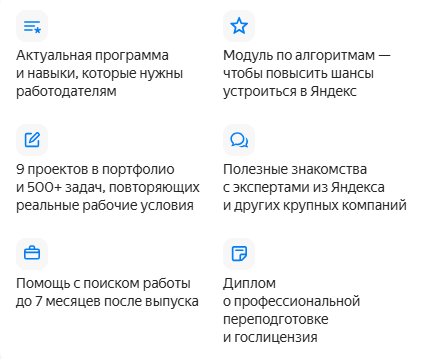 Актуальная программа
и навыки, которые нужны
работодателям
Модуль по алгоритмам —
чтобы повысить шансы
устроиться в Яндекс
9 проектов в портфолио
и 500+ задач, повторяющих
реальные рабочие условия
Полезные знакомства
с экспертами из Яндекса
и других крупных компаний
Помощь с поиском работы
до 7 месяцев после выпуска
Диплом
о профессиональной
переподготовке
и гослицензия